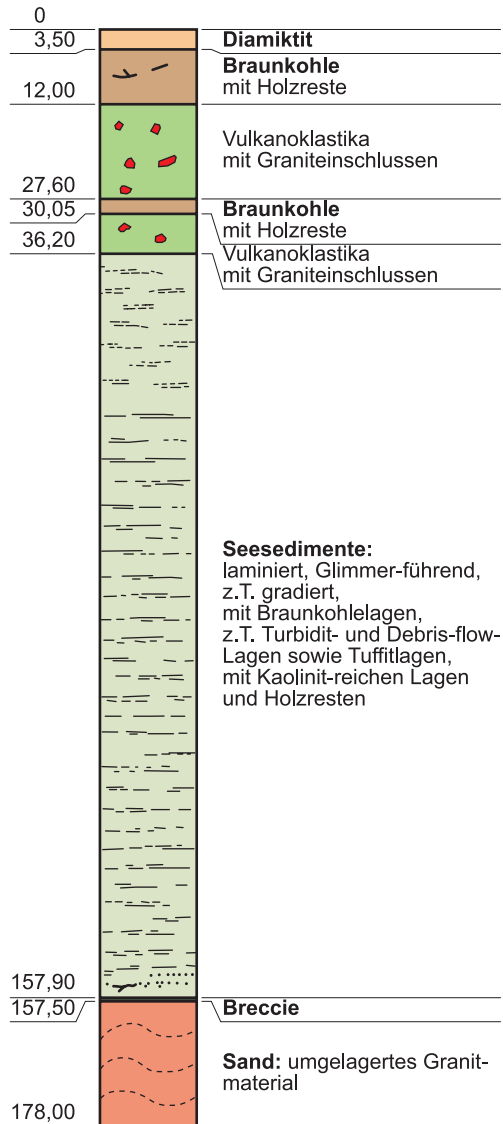 0
3,50
Diamiktit
Braunkohle
mit Holzreste
12,00
Vulkanoklastika
mit Graniteinschlussen
27,60
30,05
Braunkohle
mit Holzreste
36,20
Vulkanoklastika
mit Graniteinschlussen
Seesedimente:
laminiert, Glimmer-führend,
z.T. gradiert,
mit Braunkohlelagen,
z.T. Turbidit- und Debris-flow-
Lagen sowie Tuffitlagen,
mit Kaolinit-reichen Lagen
und Holzresten
157,90
157,50
Breccie
Sand: umgelagertes Granit-
material
178,00